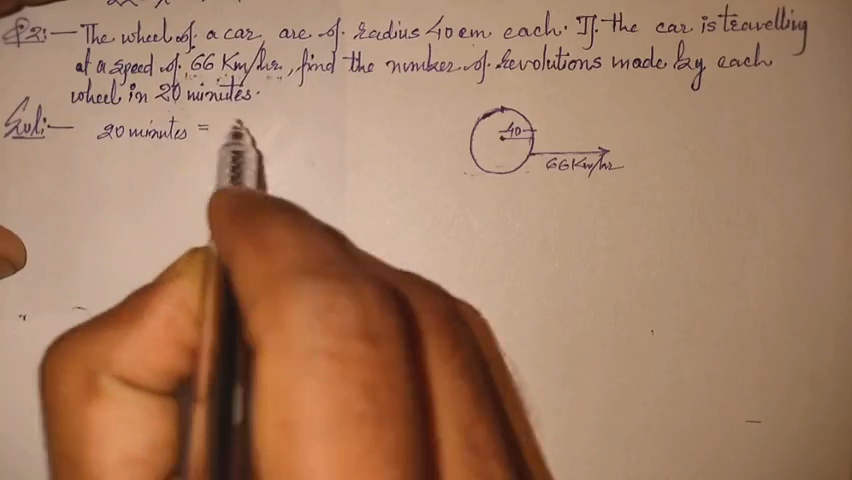 Q2:- The wheel of a car are of radius 40 cm each. If the car is travelling
at a speed of 66 Km/hr, find the number of revolutions made by each
wheel in 20 minutes.
Sol:- 20 minutes =
40
66 Km/hr